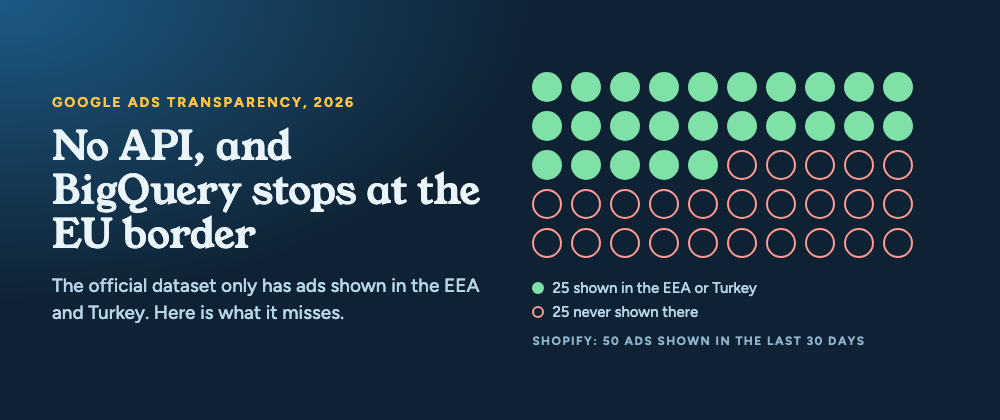 GOOGLE ADS TRANSPARENCY, 2026
No API, and
BigQuery stops at the
EU border
The official dataset only has ads shown in the EEA
and Turkey. Here is what it misses.
25 shown in the EEA or Turkey
25 never shown there
SHOPIFY: 50 ADS SHOWN IN THE LAST 30 DAYS